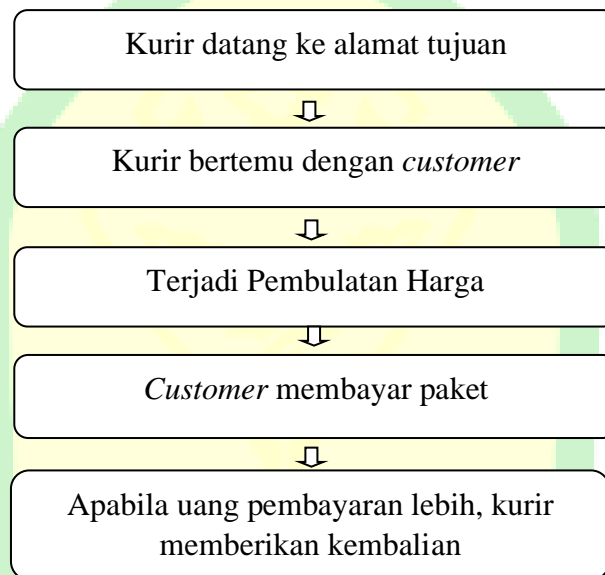 Kurir datang ke alamat tujuan
Kurir bertemu dengan customer
Terjadi Pembulatan Harga
Customer membayar paket
Apabila uang pembayaran lebih, kurir
memberikan kembalian